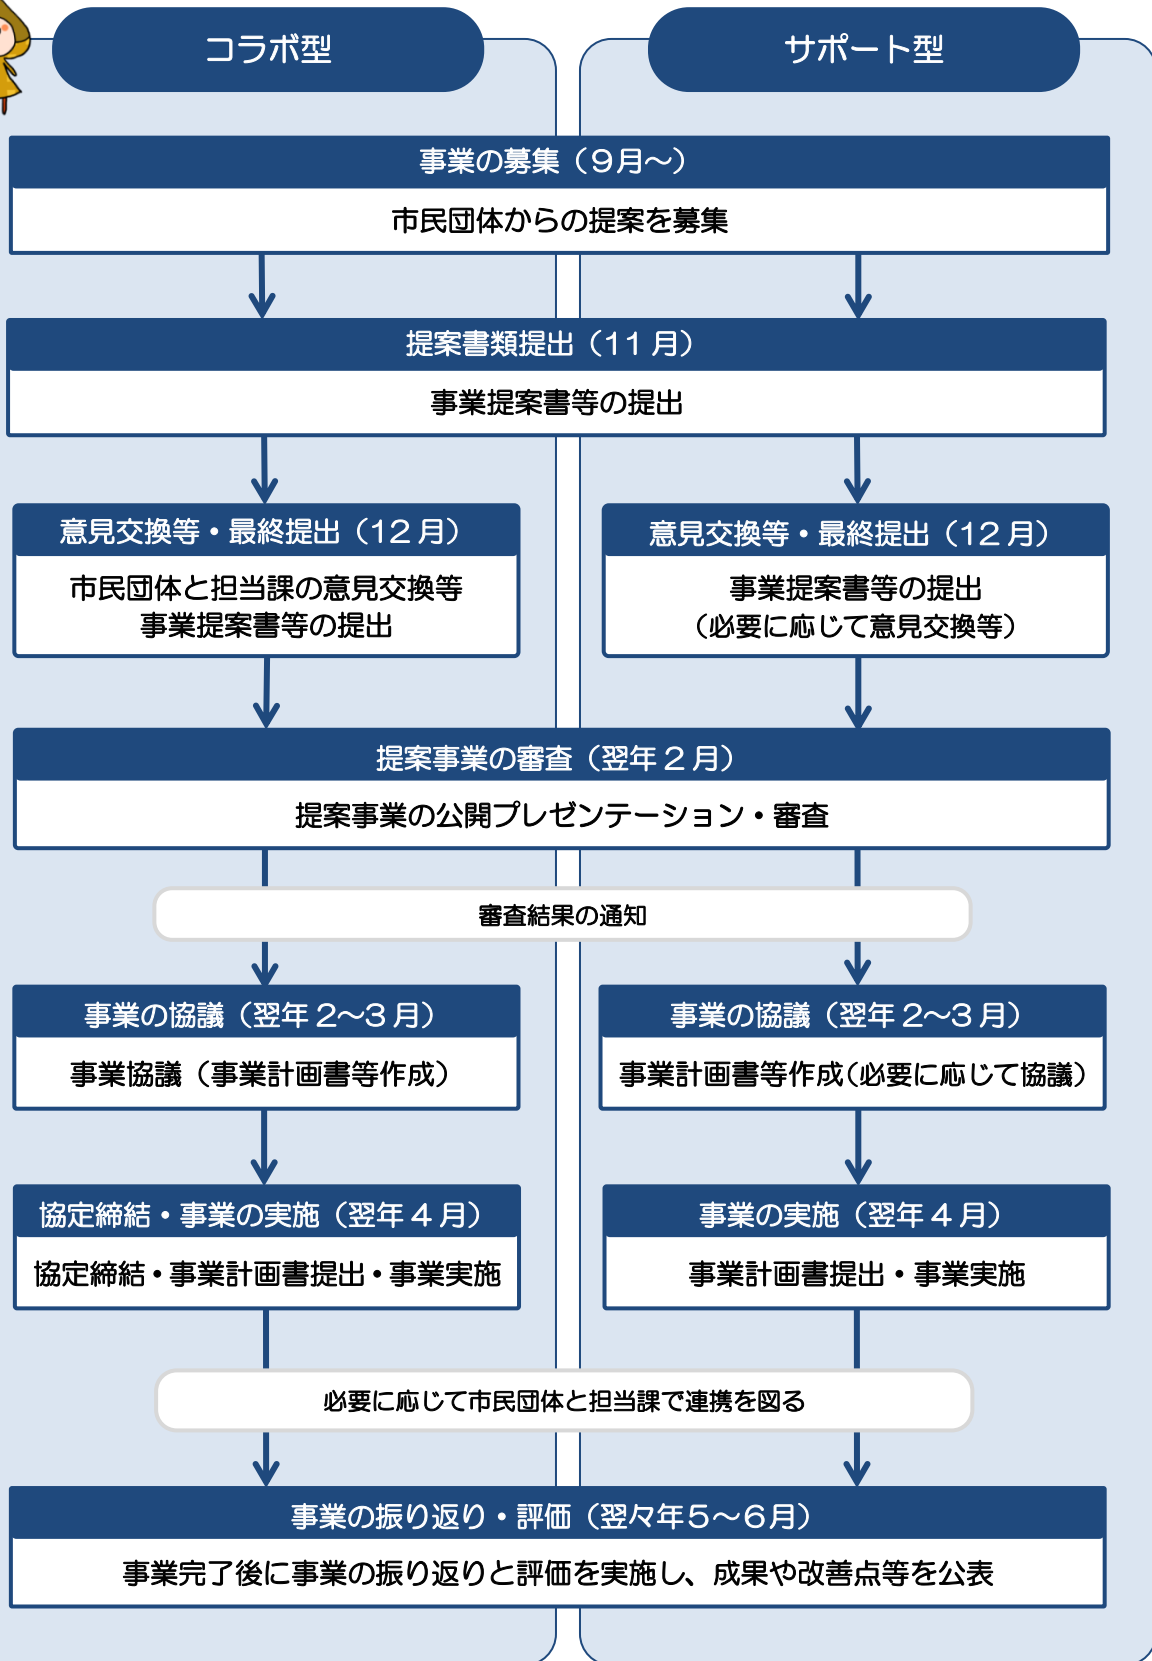 コラボ型
サポート型
事業の募集（９月～）
市民団体からの提案を募集
提案書類提出（11 月）
事業提案書等の提出
意見交換等・最終提出（12 月）
市民団体と担当課の意見交換等
事業提案書等の提出
意見交換等・最終提出（12 月）
事業提案書等の提出
（必要に応じて意見交換等）
提案事業の審査（翌年 2 月）
提案事業の公開プレゼンテーション・審査
審査結果の通知
事業の協議（翌年 2～3 月）
事業協議（事業計画書等作成）
事業の協議（翌年 2～3 月）
事業計画書等作成（必要に応じて協議）
協定締結・事業の実施（翌年 4 月）
協定締結・事業計画書提出・事業実施
事業の実施（翌年 4 月）
事業計画書提出・事業実施
必要に応じて市民団体と担当課で連携を図る
事業の振り返り・評価（翌々年５～６月）
事業完了後に事業の振り返りと評価を実施し、成果や改善点等を公表